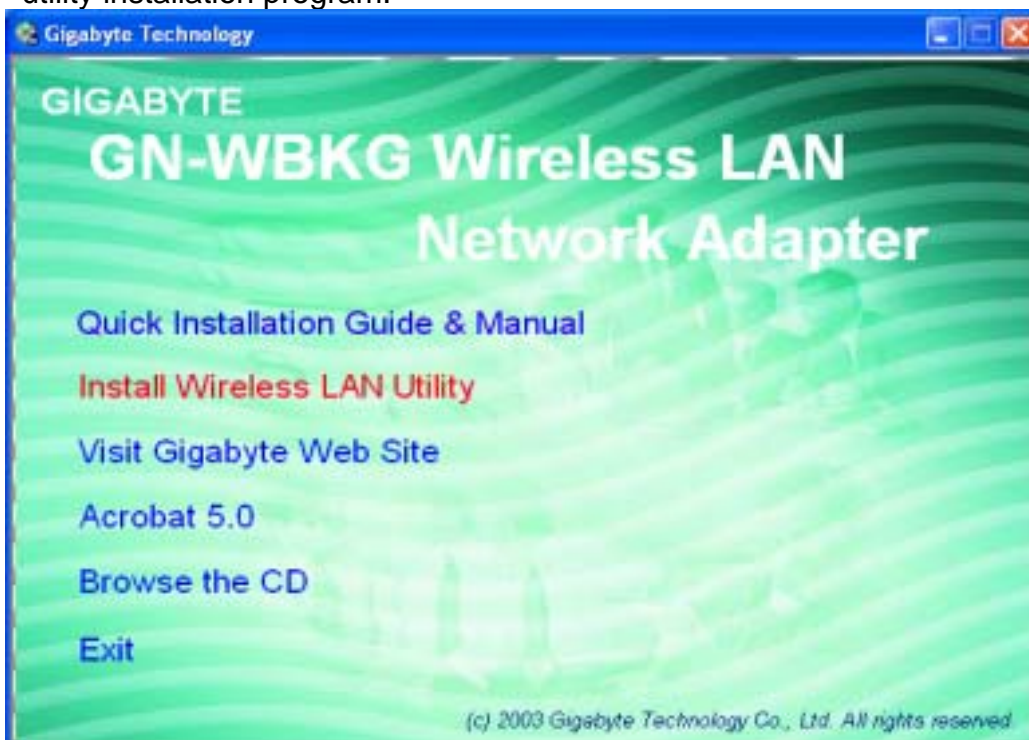 utility installation program.
Gigabyte Technology
GIGABYTE
GN-WBKG Wireless LAN
Network Adapter
Quick Installation Guide & Manual
Install Wireless LAN Utility
Visit Gigabyte Web Site
Acrobat 5.0
Browse the CD
Exit
(c) 2003 Gigabyte Technology Co., Ltd. All rights reserved